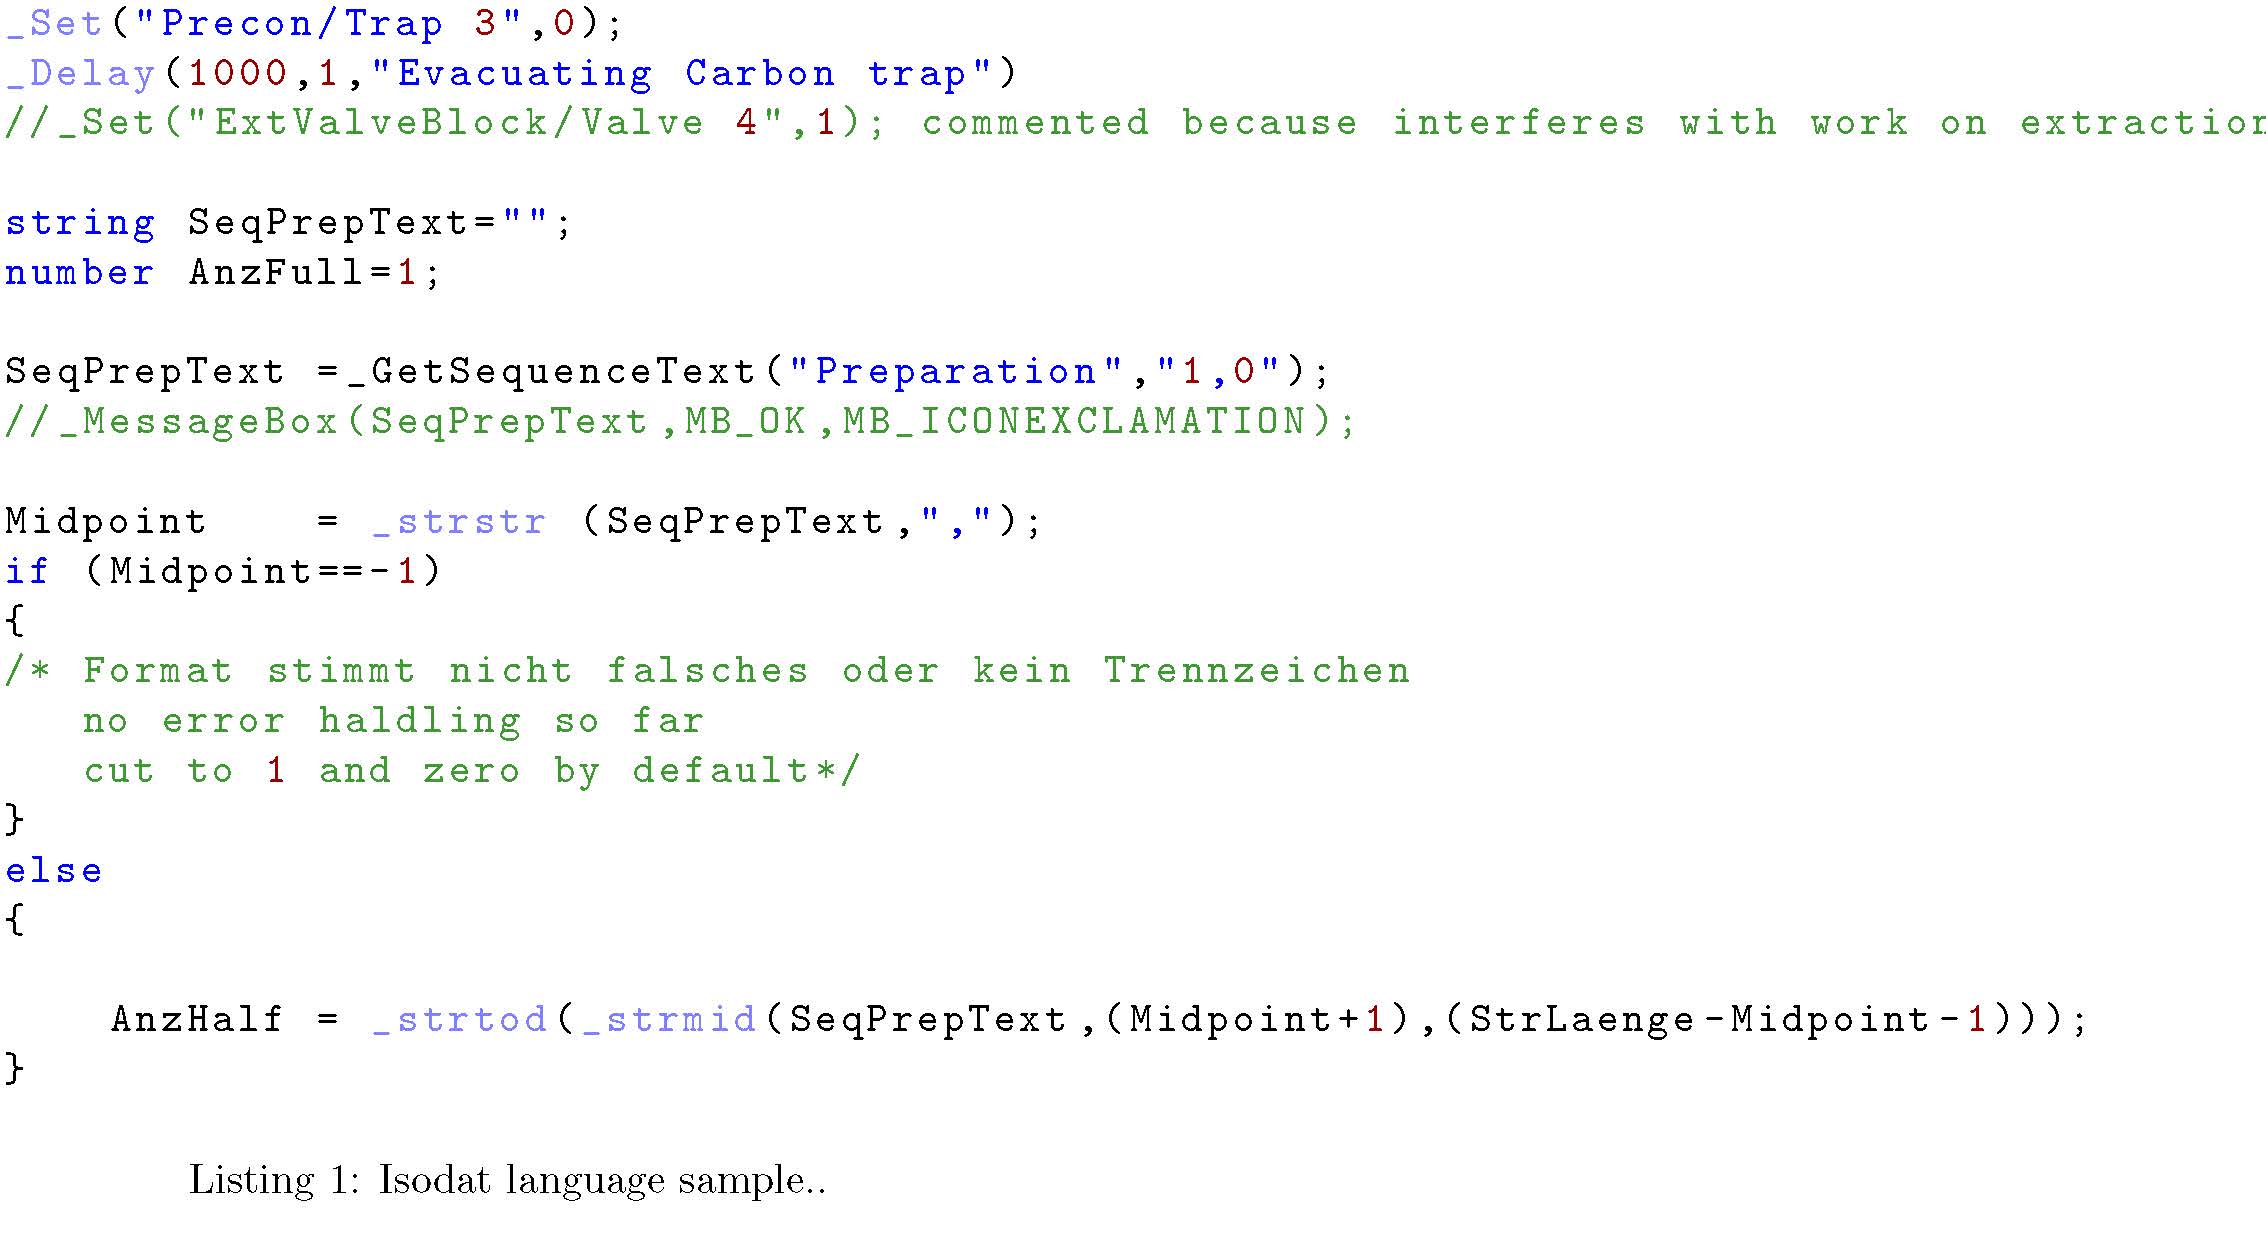 _Set("Precon/Trap 3",0);
_Delay(1000,1,"Evacuating Carbon trap")
//_Set("ExtValveBlock/Valve 4",1); commented because interferes with work on extraction
string SeqPrepText="";
number AnzFull=1;
SeqPrepText =_GetSequenceText("Preparation","1,0");
//_MessageBox(SeqPrepText,MB_OK,MB_ICONEXCLAMATION);
Midpoint    = _strstr (SeqPrepText,",");
if (Midpoint==-1)
{
/* Format stimmt nicht falsches oder kein Trennzeichen
   no error haldling so far
   cut to 1 and zero by default*/
}
else
{
    AnzHalf = _strtod(_strmid(SeqPrepText,(Midpoint+1),(StrLaenge-Midpoint-1)));
}
Listing 1: Isodat language sample..